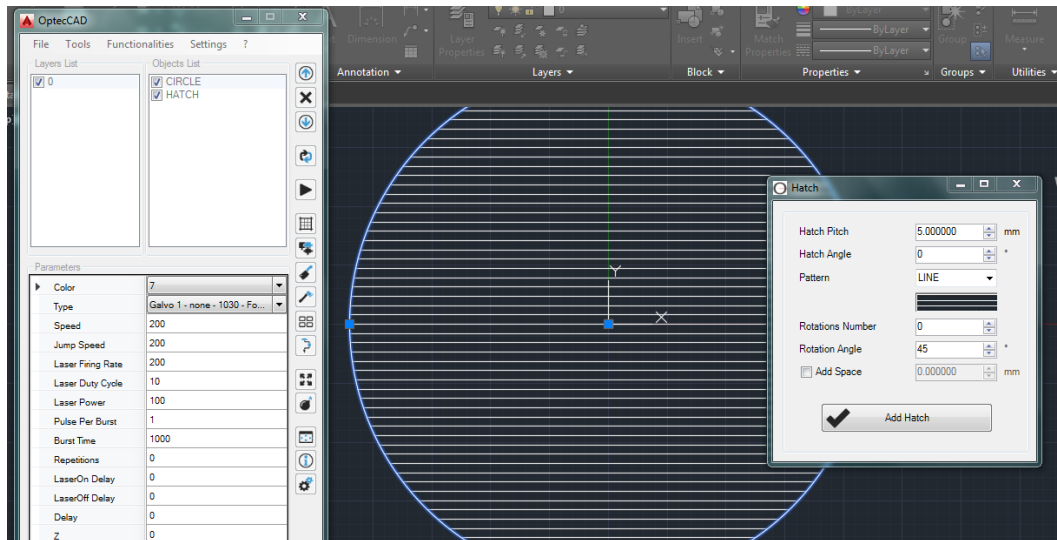 OptecCAD
File Tools Functionalities Settings ?
Layers List Objects List
0
CIRCLE
HATCH
Parameters
Color 7
Type Galvo 1 - none - 1030 - Fo...
Speed 200
Jump Speed 200
Laser Firing Rate 200
Laser Duty Cycle 10
Laser Power 100
Pulse Per Burst 1
Burst Time 1000
Repetitions 0
LaserOn Delay 0
LaserOff Delay 0
Delay 0
Z 0
Dimension
Layer
Properties
0
Insert
Match
Properties
ByLayer
ByLayer
ByLayer
Group
Measure
Annotation Layers Block Properties Groups Utilities
Y
X
Hatch
Hatch Pitch 5.000000 mm
Hatch Angle 0 °
Pattern LINE
Rotations Number 0
Rotation Angle 45 °
Add Space 0.000000 mm
Add Hatch